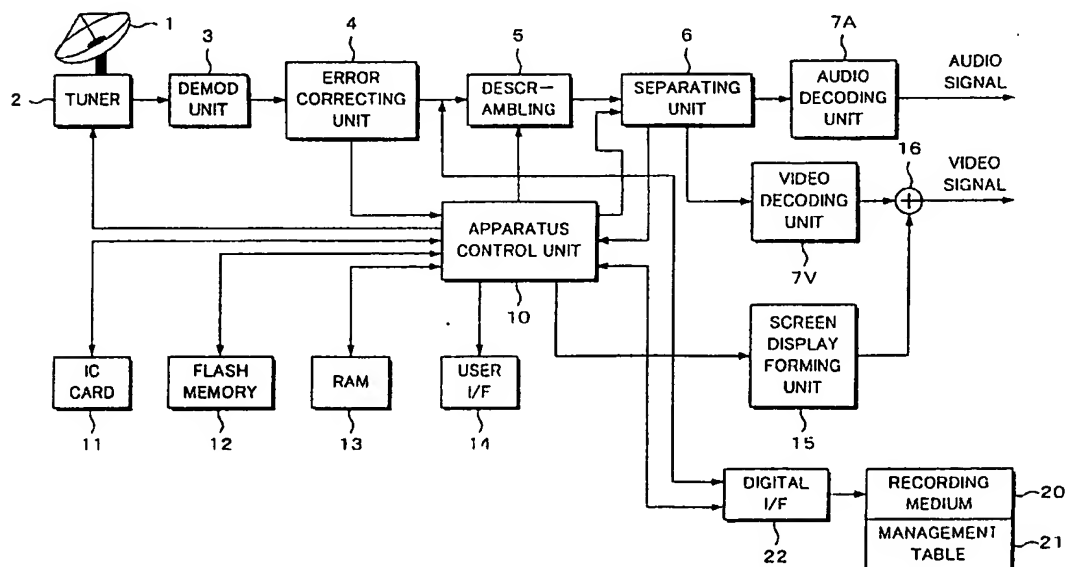 1
2
TUNER
3
DEMOD
UNIT
4
ERROR
CORRECTING
UNIT
5
DESCR-
AMBLING
6
SEPARATING
UNIT
7A
AUDIO
DECODING
UNIT
AUDIO
SIGNAL
16
VIDEO
SIGNAL
VIDEO
DECODING
UNIT
7V
APPARATUS
CONTROL UNIT
10
SCREEN
DISPLAY
FORMING
UNIT
15
IC
CARD
11
FLASH
MEMORY
12
RAM
13
USER
I/F
14
DIGITAL
I/F
22
RECORDING
MEDIUM
20
MANAGEMENT
TABLE
21